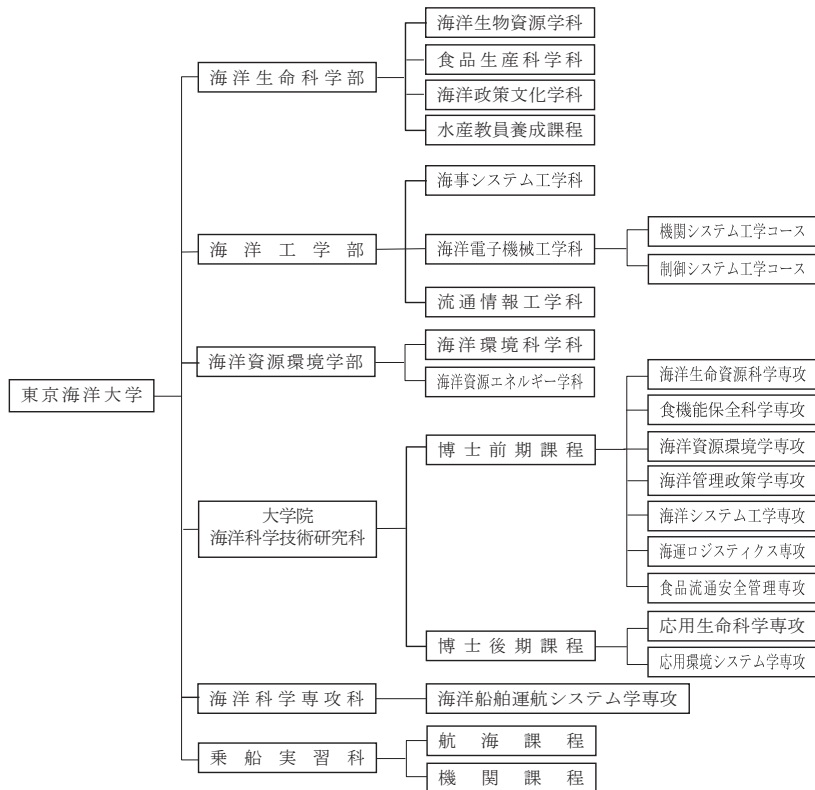 東京海洋大学
海洋生命科学部
海洋生物資源学科
食品生産科学科
海洋政策文化学科
水産教員養成課程
海洋工学部
海事システム工学科
海洋電子機械工学科
機関システム工学コース
制御システム工学コース
流通情報工学科
海洋資源環境学部
海洋環境科学科
海洋資源エネルギー学科
大学院
海洋科学技術研究科
博士前期課程
海洋生命資源科学専攻
食機能保全科学専攻
海洋資源環境学専攻
海洋管理政策学専攻
海洋システム工学専攻
海運ロジスティクス専攻
食品流通安全管理専攻
博士後期課程
応用生命科学専攻
応用環境システム学専攻
海洋科学専攻科
海洋船舶運航システム学専攻
乗船実習科
航海課程
機関課程